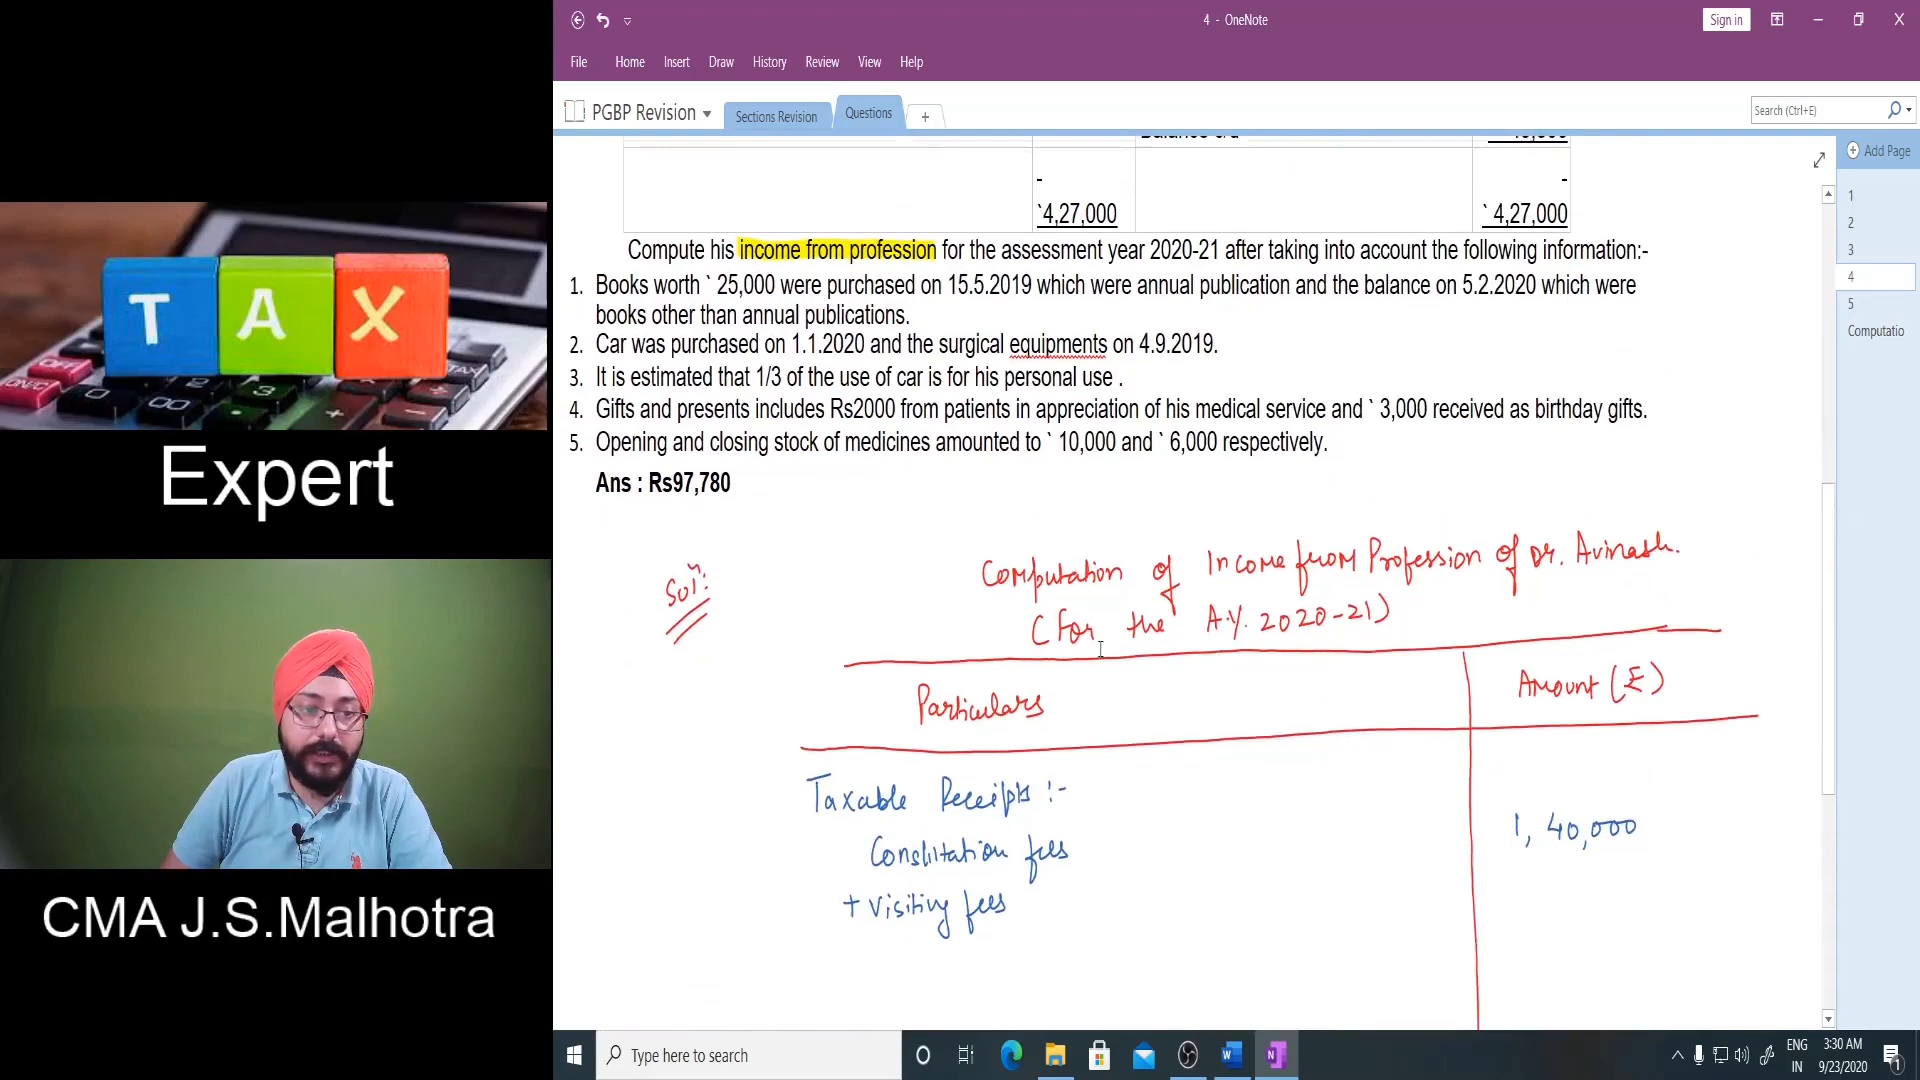 4 - OneNote
Sign in
File Home Insert Draw History Review View Help
PGBP Revision Sections Revision Questions +
Search (Ctrl+E)
Add Page
-
-
`4,27,000 ` 4,27,000
Compute his income from profession for the assessment year 2020-21 after taking into account the following information:-
1. Books worth ` 25,000 were purchased on 15.5.2019 which were annual publication and the balance on 5.2.2020 which were
books other than annual publications.
2. Car was purchased on 1.1.2020 and the surgical equipments on 4.9.2019.
3. It is estimated that 1/3 of the use of car is for his personal use .
4. Gifts and presents includes Rs2000 from patients in appreciation of his medical service and ` 3,000 received as birthday gifts.
5. Opening and closing stock of medicines amounted to ` 10,000 and ` 6,000 respectively.
Ans : Rs97,780
1
2
3
4
5
Computatio
TAX
Expert
CMA J.S.Malhotra
Solⁿ:
Computation of Income from Profession of Dr. Avinash.
(For the A.Y. 2020-21)
Particulars Amount (₹)
Taxable Receipts :-
Conslitation fees 1,40,000
+ Visiting fees
Type here to search
ENG
IN
3:30 AM
9/23/2020